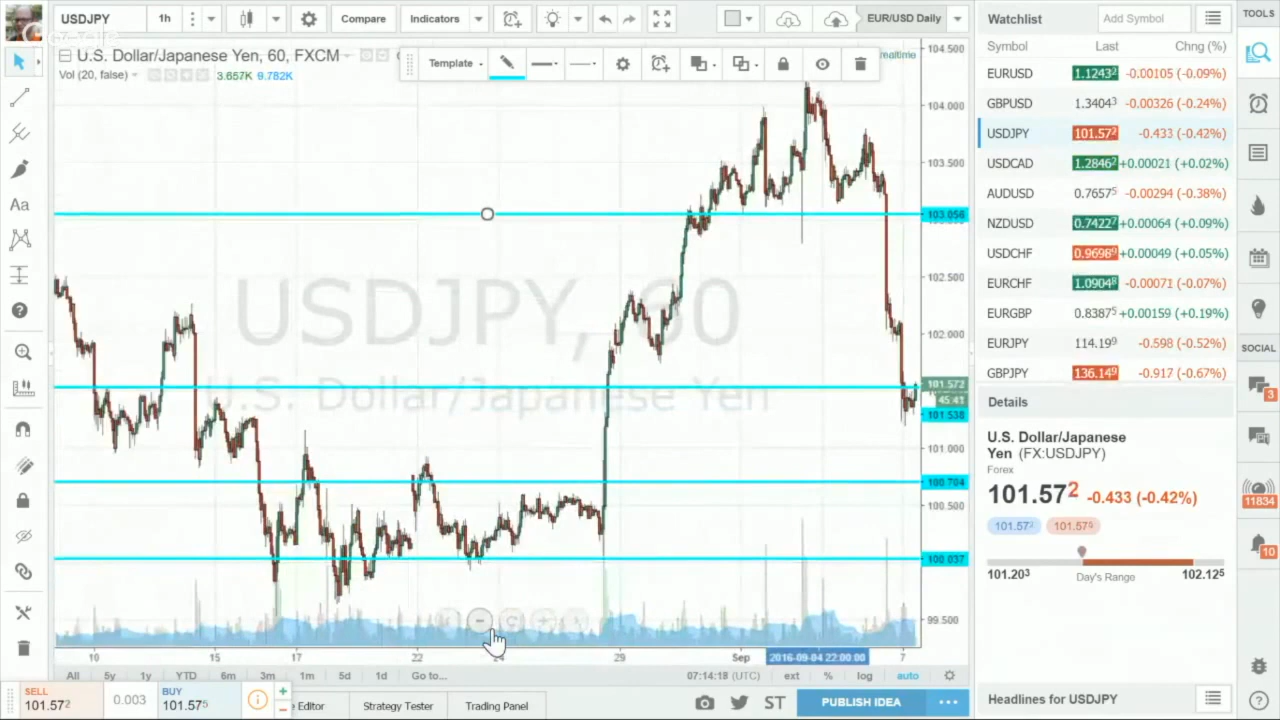 USDJPY 1h Compare Indicators EUR/USD Daily
U.S. Dollar/Japanese Yen, 60, FXCM
Vol (20, false) 3.657K 9.782K
Template
realtime
104.500
104.000
103.500
103.056
102.500
102.000
101.572
45:41
101.538
101.000
100.704
100.500
100.037
99.500
USDJPY, 60
U.S. Dollar/Japanese Yen
10 15 17 22 24 29 Sep 2016-09-04 22:00:00 7
All 5y 1y YTD 6m 3m 1m 5d 1d Go to... 07:14:18 (UTC) ext % log auto
SELL
101.572
0.003
BUY
101.575
Editor Strategy Tester Trading Panel
ST PUBLISH IDEA
Watchlist Add Symbol
Symbol Last Chng (%)
EURUSD 1.12432 -0.00105 (-0.09%)
GBPUSD 1.34043 -0.00326 (-0.24%)
USDJPY 101.572 -0.433 (-0.42%)
USDCAD 1.28462 +0.00021 (+0.02%)
AUDUSD 0.76575 -0.00294 (-0.38%)
NZDUSD 0.74227 +0.00064 (+0.09%)
USDCHF 0.96989 +0.00049 (+0.05%)
EURCHF 1.09048 -0.00071 (-0.07%)
EURGBP 0.83875 +0.00159 (+0.19%)
EURJPY 114.199 -0.598 (-0.52%)
GBPJPY 136.149 -0.917 (-0.67%)
Details
U.S. Dollar/Japanese
Yen (FX:USDJPY)
Forex
101.572 -0.433 (-0.42%)
101.572 101.575
101.203 Day's Range 102.125
Headlines for USDJPY
TOOLS
SOCIAL
3
11834
10